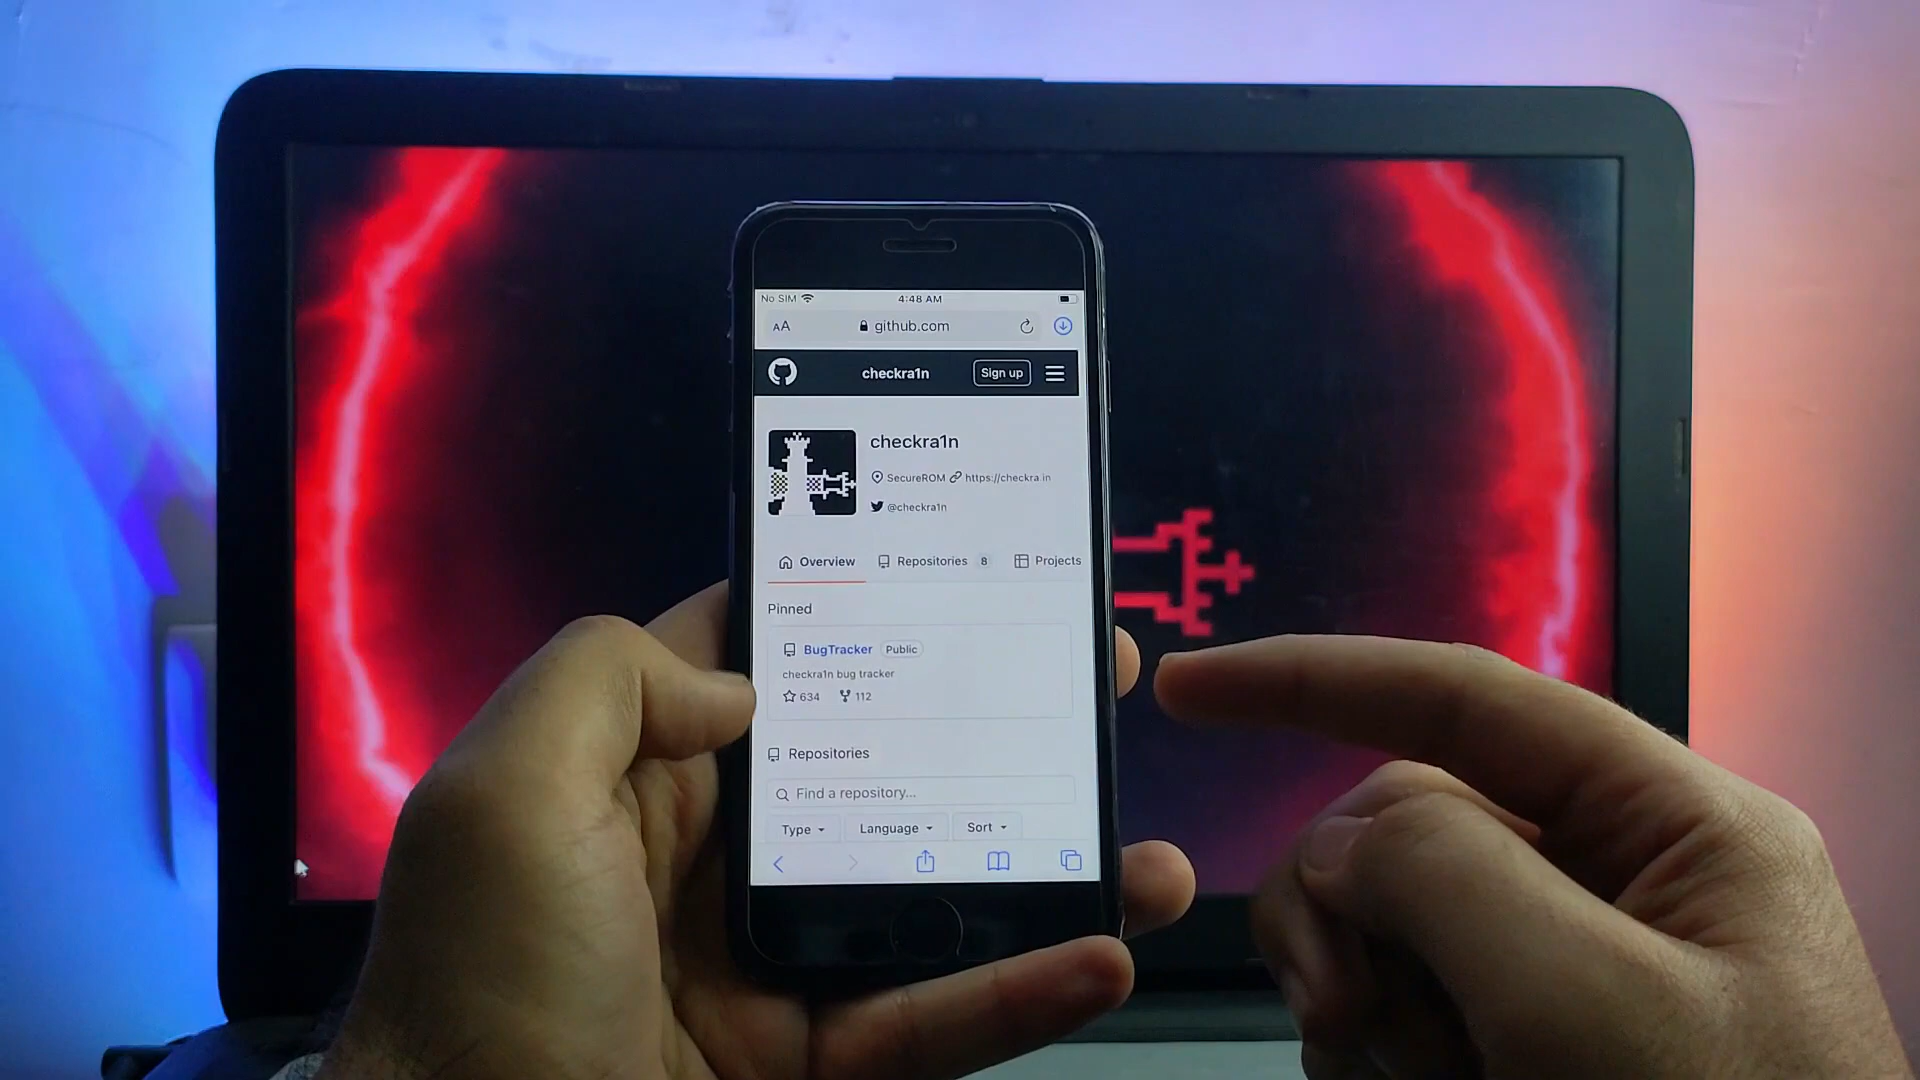 No SIM 4:48 AM
AA github.com
checkra1n Sign up
checkra1n
SecureROM https://checkra in
@checkra1n
Overview Repositories 8 Projects
Pinned
BugTracker Public
checkra1n bug tracker
634 112
Repositories
Find a repository...
Type Language Sort